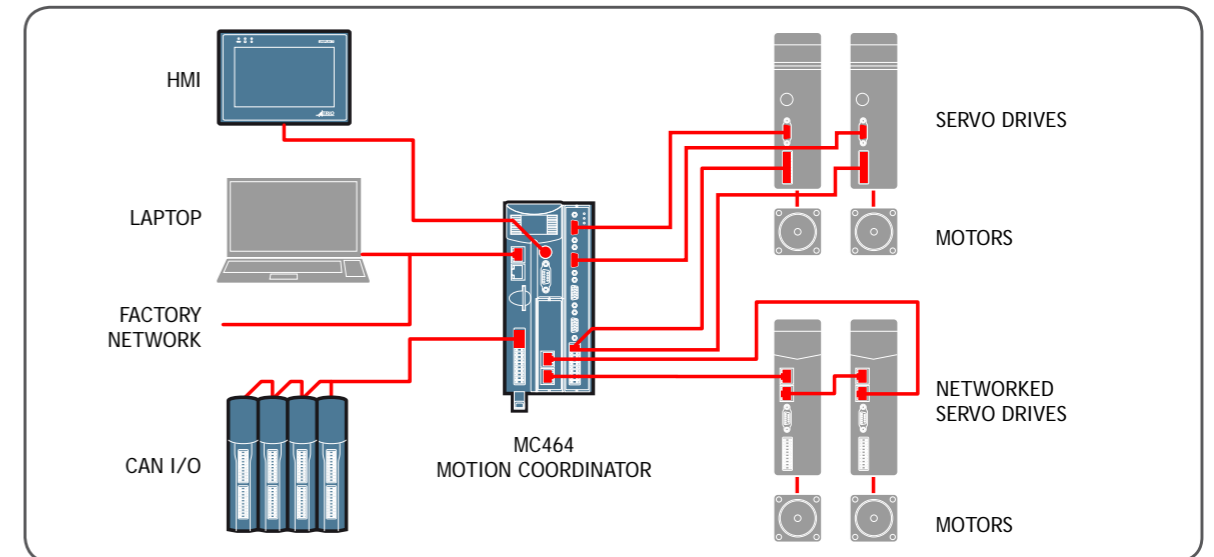 HMI
LAPTOP
FACTORY
NETWORK
CAN I/O
MC464
MOTION COORDINATOR
SERVO DRIVES
MOTORS
NETWORKED
SERVO DRIVES
MOTORS